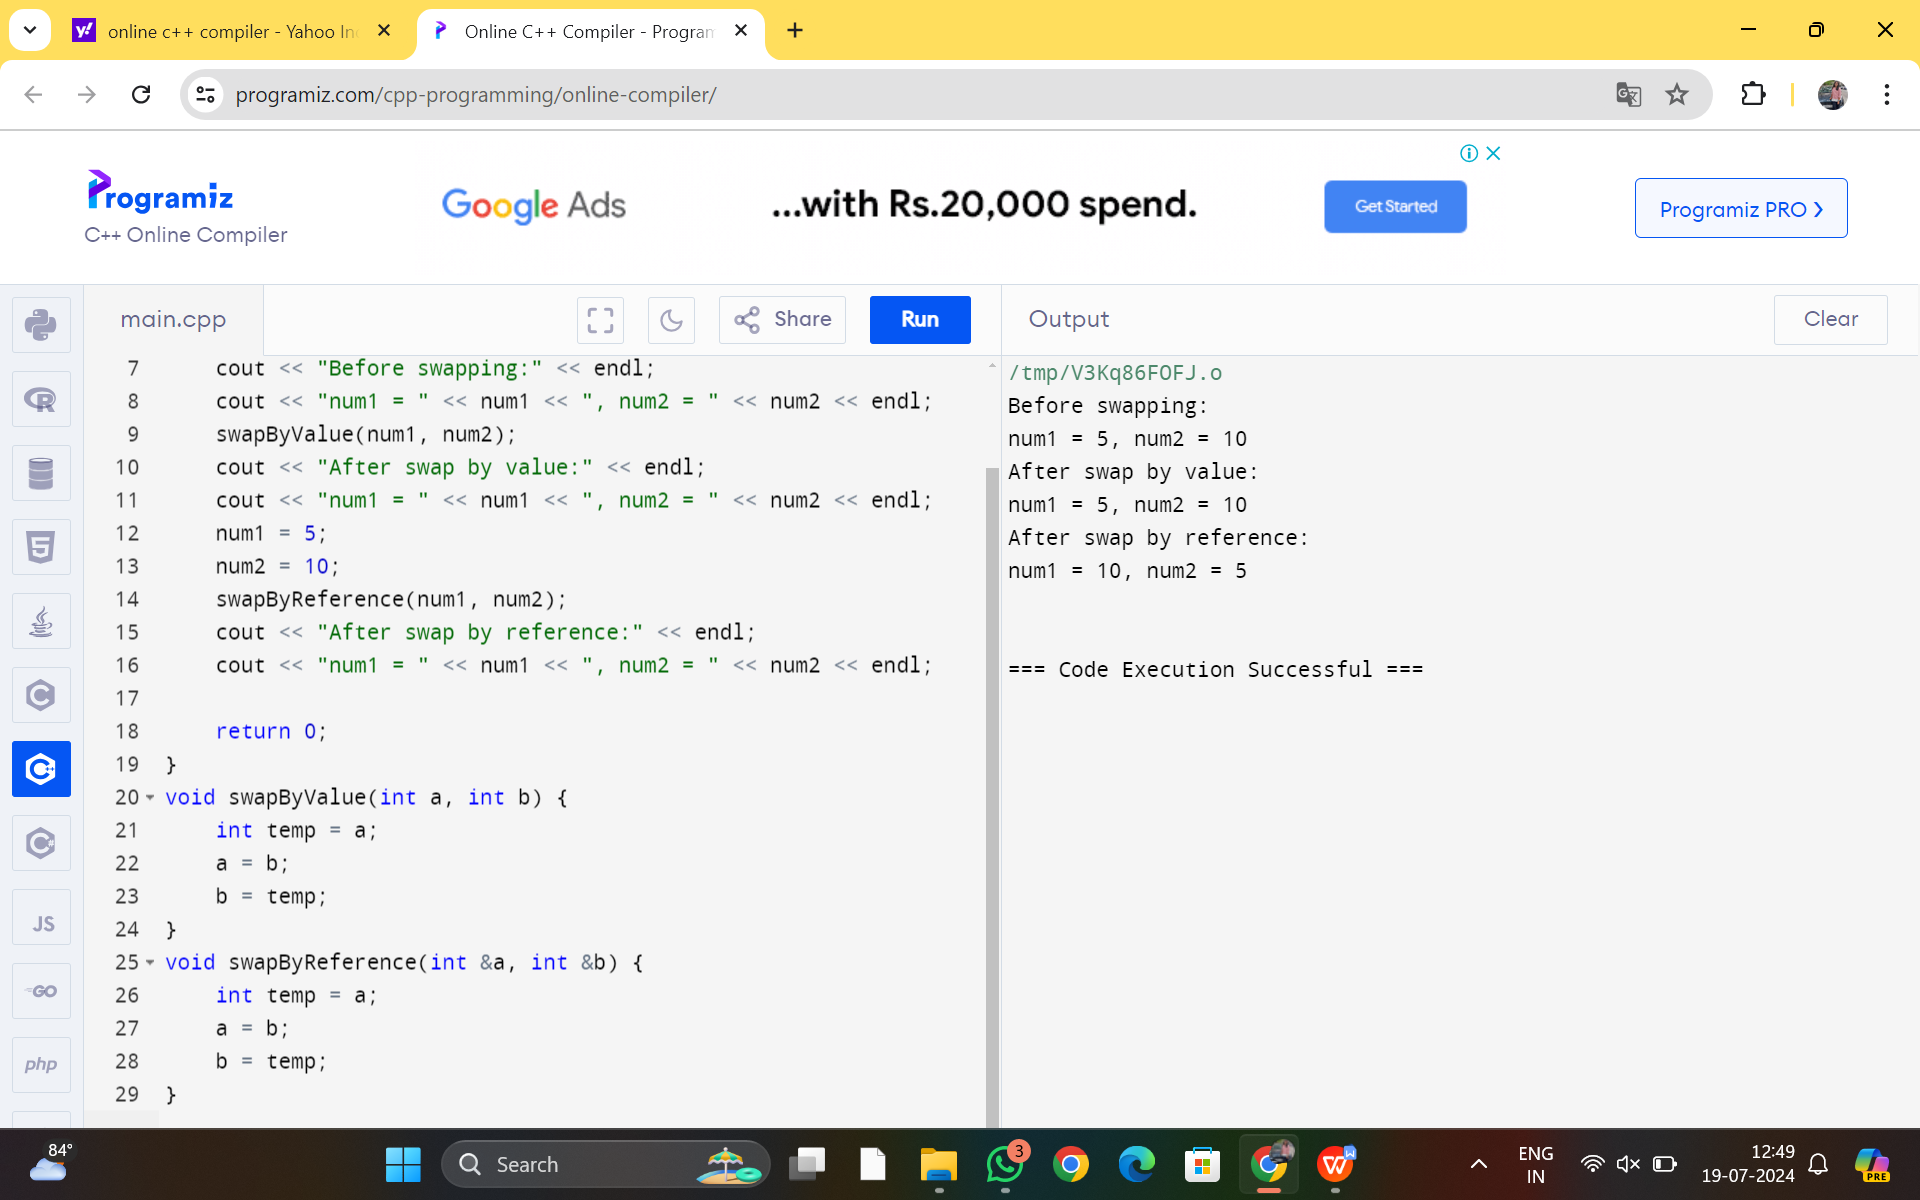 online c++ compiler - Yahoo In
Online C++ Compiler - Program
programiz.com/cpp-programming/online-compiler/
Programiz
C++ Online Compiler
Google Ads
...with Rs.20,000 spend.
Get Started
Programiz PRO ❯
main.cpp
Share
Run
Output
Clear
7 cout << "Before swapping:" << endl;
8 cout << "num1 = " << num1 << ", num2 = " << num2 << endl;
9 swapByValue(num1, num2);
10 cout << "After swap by value:" << endl;
11 cout << "num1 = " << num1 << ", num2 = " << num2 << endl;
12 num1 = 5;
13 num2 = 10;
14 swapByReference(num1, num2);
15 cout << "After swap by reference:" << endl;
16 cout << "num1 = " << num1 << ", num2 = " << num2 << endl;
17
18 return 0;
19 }
20 void swapByValue(int a, int b) {
21 int temp = a;
22 a = b;
23 b = temp;
24 }
25 void swapByReference(int &a, int &b) {
26 int temp = a;
27 a = b;
28 b = temp;
29 }
/tmp/V3Kq86FOFJ.o
Before swapping:
num1 = 5, num2 = 10
After swap by value:
num1 = 5, num2 = 10
After swap by reference:
num1 = 10, num2 = 5
=== Code Execution Successful ===
R
5
C
C+
C#
JS
GO
php
84°
Search
3
W
ENG
IN
12:49
19-07-2024
PRE